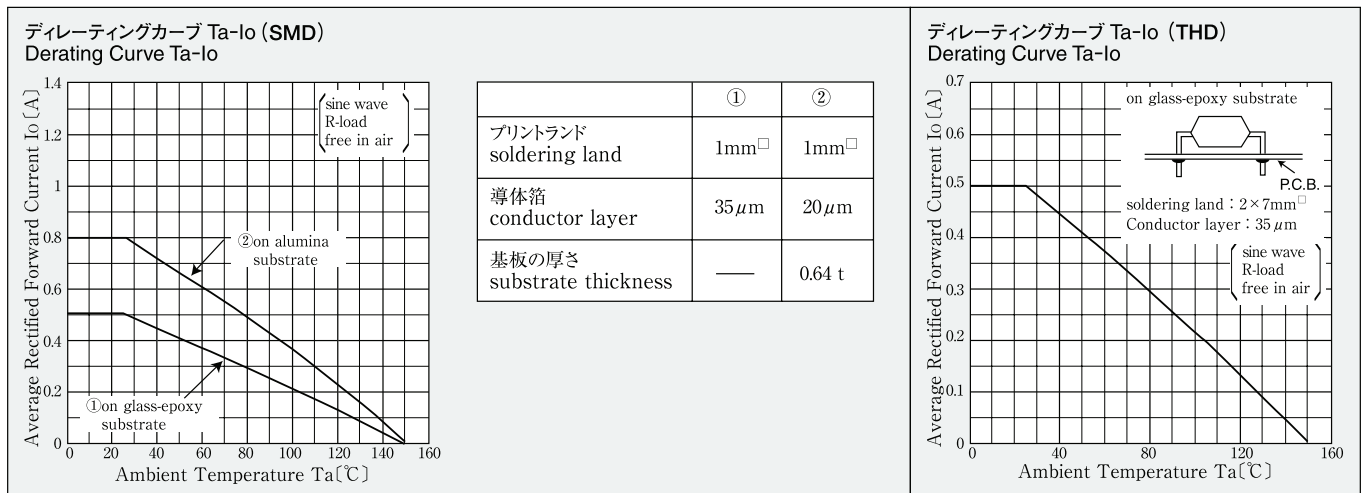 ディレーティングカーブ Ta-Io (SMD)
Derating Curve Ta-Io
Average Rectified Forward Current Io〔A〕
1.4
1.2
1
0.8
0.6
0.4
0.2
0
sine wave
R-load
free in air
②on alumina
substrate
①on glass-epoxy
substrate
0 20 40 60 80 100 120 140 160
Ambient Temperature Ta〔℃〕
① ②
プリントランド
soldering land
1mm□ 1mm□
導体箔
conductor layer
35μm 20μm
基板の厚さ
substrate thickness
— 0.64 t
ディレーティングカーブ Ta-Io (THD)
Derating Curve Ta-Io
Average Rectified Forward Current Io〔A〕
0.7
0.6
0.5
0.4
0.3
0.2
0.1
0
on glass-epoxy substrate
P.C.B.
soldering land：2×7mm□
Conductor layer：35μm
sine wave
R-load
free in air
0 40 80 120 160
Ambient Temperature Ta〔℃〕